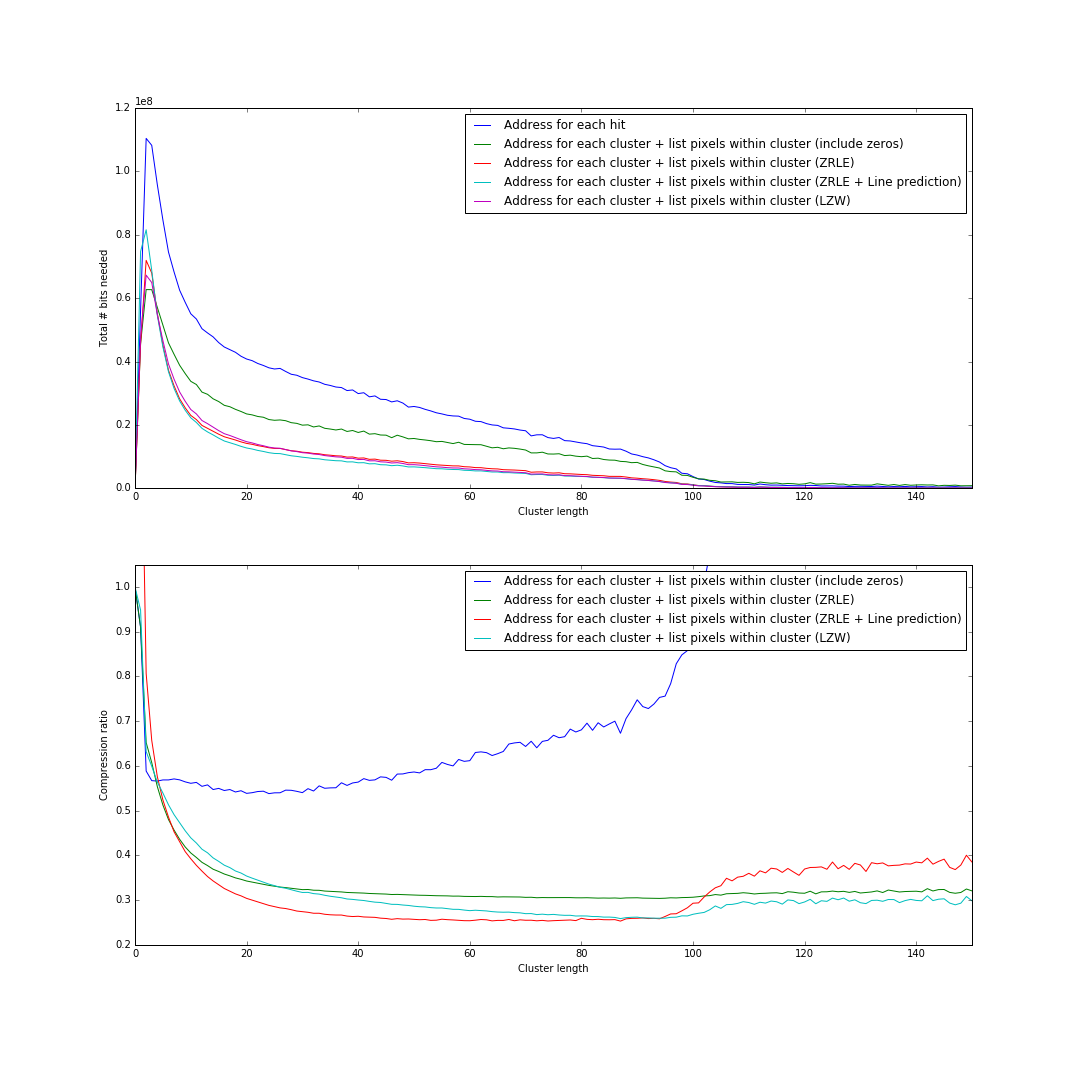 1e8
1.2
1.0
0.8
0.6
0.4
0.2
0.0
Total # bits needed
Address for each hit
Address for each cluster + list pixels within cluster (include zeros)
Address for each cluster + list pixels within cluster (ZRLE)
Address for each cluster + list pixels within cluster (ZRLE + Line prediction)
Address for each cluster + list pixels within cluster (LZW)
0 20 40 60 80 100 120 140
Cluster length
1.0
0.9
0.8
0.7
0.6
0.5
0.4
0.3
0.2
Compression ratio
Address for each cluster + list pixels within cluster (include zeros)
Address for each cluster + list pixels within cluster (ZRLE)
Address for each cluster + list pixels within cluster (ZRLE + Line prediction)
Address for each cluster + list pixels within cluster (LZW)
0 20 40 60 80 100 120 140
Cluster length